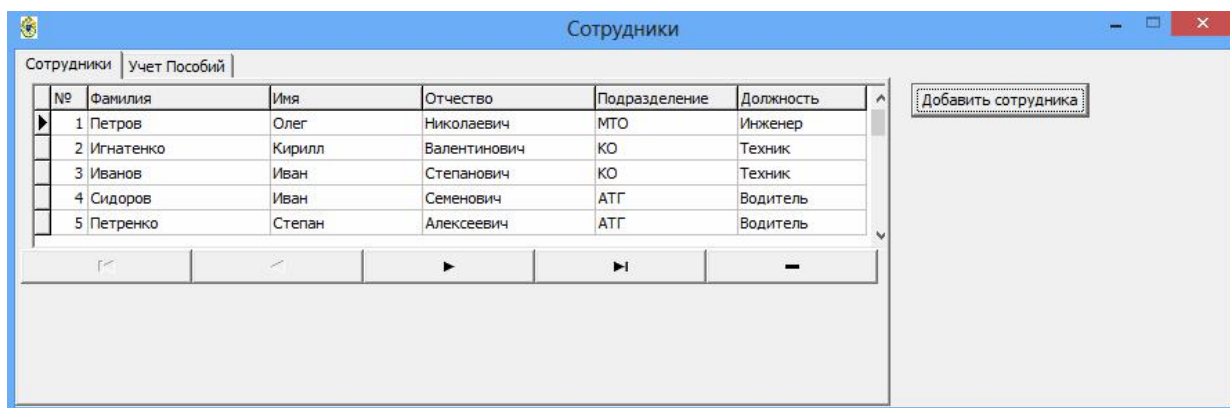 Сотрудники
Сотрудники Учет Пособий
№ Фамилия Имя Отчество Подразделение Должность
1 Петров Олег Николаевич МТО Инженер
2 Игнатенко Кирилл Валентинович КО Техник
3 Иванов Иван Степанович КО Техник
4 Сидоров Иван Семенович АТГ Водитель
5 Петренко Степан Алексеевич АТГ Водитель
Добавить сотрудника